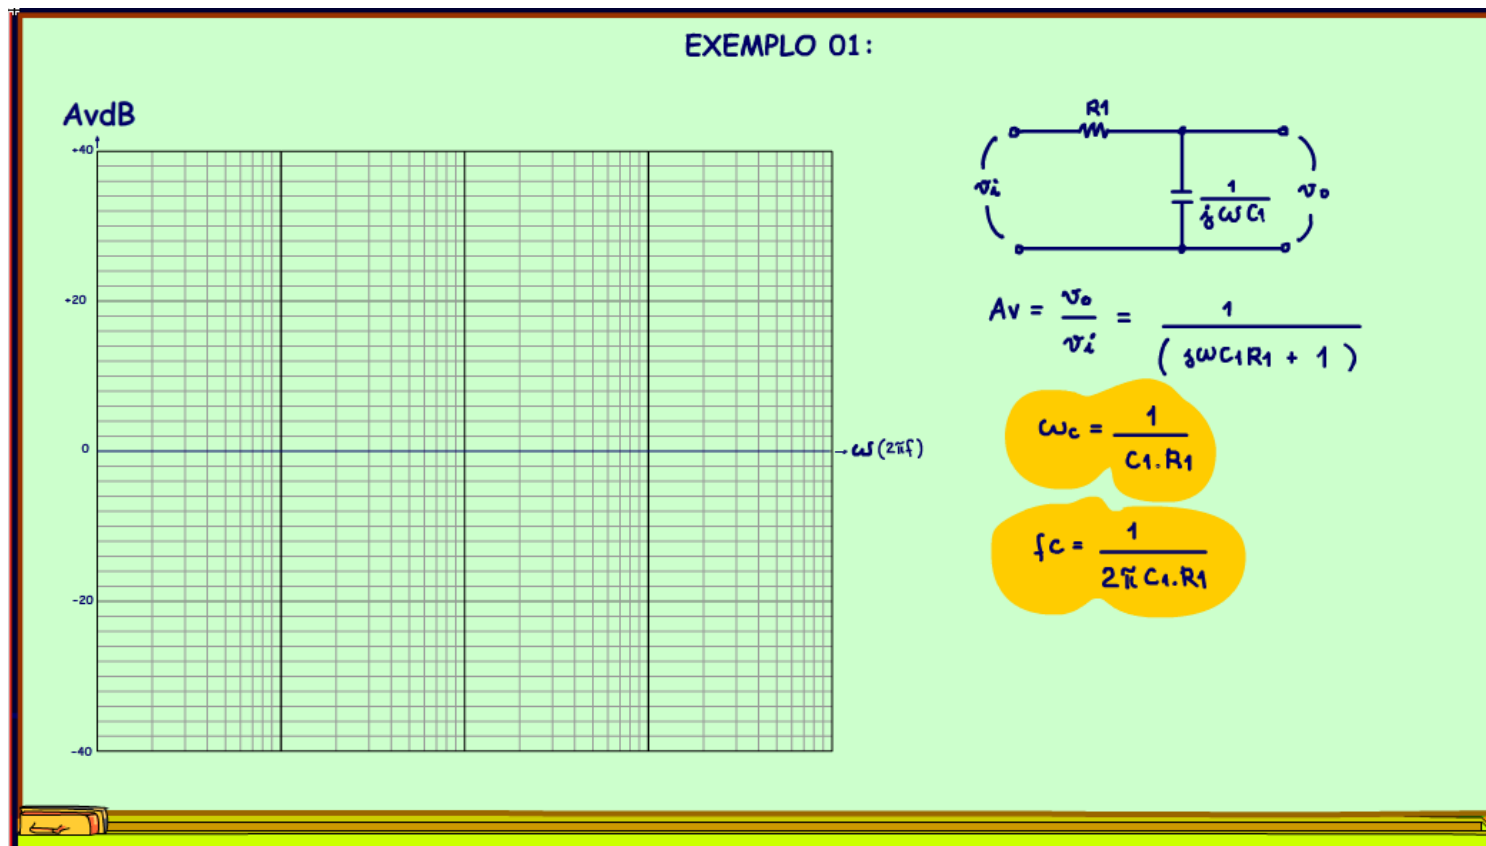 EXEMPLO 01:
AvdB
+40
+20
0
-20
-40
→ω(2πf)
R1
vi
1
jωC1
vo
Av = vo/vi = 1/(jωC1R1 + 1)
ωc = 1/C1.R1
fc = 1/2πC1.R1